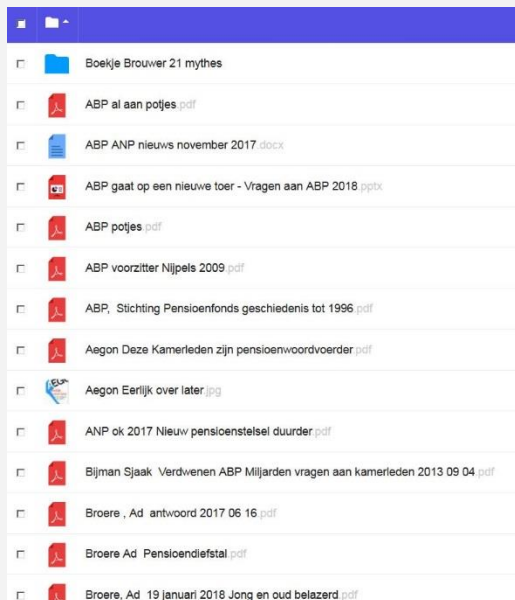 Boekje Brouwer 21 mythes
ABP al aan potjes.pdf
ABP ANP nieuws november 2017.docx
ABP gaat op een nieuwe toer - Vragen aan ABP 2018.pptx
ABP potjes.pdf
ABP voorzitter Nijpels 2009.pdf
ABP,  Stichting Pensioenfonds geschiedenis tot 1996.pdf
Aegon Deze Kamerleden zijn pensioenwoordvoerder.pdf
Aegon Eerlijk over later.jpg
ANP ok 2017 Nieuw pensioenstelsel duurder.pdf
Bijman Sjaak  Verdwenen ABP Miljarden vragen aan kamerleden 2013 09 04.pdf
Broere , Ad  antwoord 2017 06 16.pdf
Broere Ad  Pensioendiefstal.pdf
Broere, Ad  19 januari 2018 Jong en oud belazerd.pdf